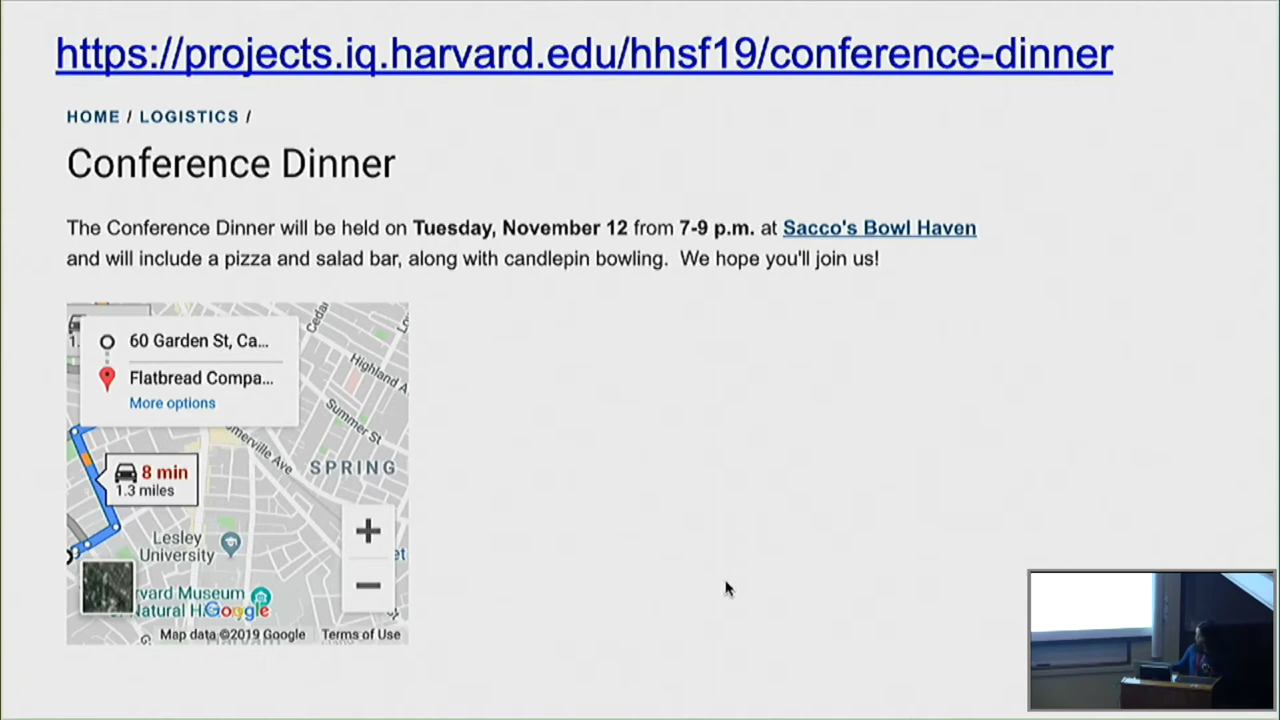 https://projects.iq.harvard.edu/hhsf19/conference-dinner
HOME / LOGISTICS /
Conference Dinner
The Conference Dinner will be held on Tuesday, November 12 from 7-9 p.m. at Sacco's Bowl Haven
and will include a pizza and salad bar, along with candlepin bowling. We hope you'll join us!
60 Garden St, Ca...
Flatbread Compa...
More options
Cedar
Highland A
Summer St
SPRING
8 min
1.3 miles
Lesley
University
Google
Map data ©2019 Google
Terms of Use